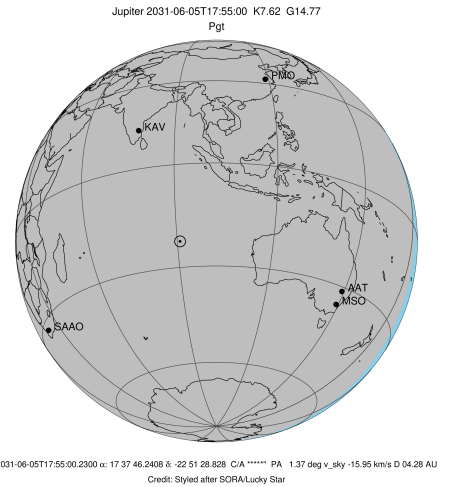 Jupiter 2031-06-05T17:55:00 K7.62 G14.77
Pgt
PMO
KAV
AAT
MSO
SAAO
031-06-05T17:55:00.2300 α: 17 37 46.2408 δ: -22 51 28.828 C/A *****" PA 1.37 deg v_sky -15.95 km/s D 04.28 AU
Credit: Styled after SORA/Lucky Star